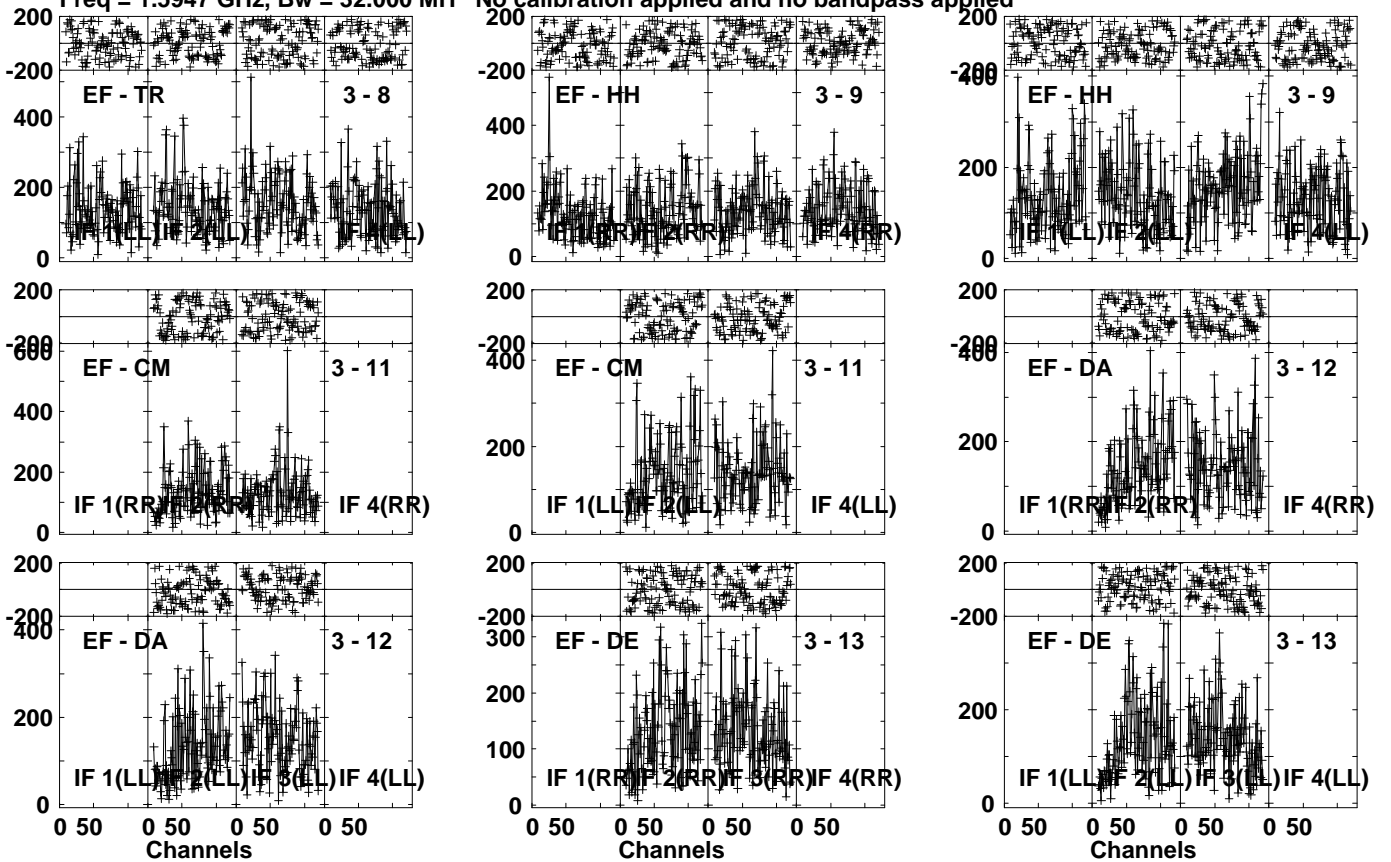 Freq = 1.5947 GHz, Bw = 32.000 MH No calibration applied and no bandpass applied
200 200 200
-200 -200
EF - TR 3 - 8 EF - HH 3 - 9 400 EF - HH 3 - 9
400 400
200 200 200
IF 1(LL) IF 2(LL) IF 4(LL) IF 1(RR) IF 2(RR) IF 4(RR) IF 1(LL) IF 2(LL) IF 4(LL)
0 0 0
200 200 200
-200 -200
600 EF - CM 3 - 11 400 EF - CM 3 - 11 400 EF - DA 3 - 12
400
200 200 200
IF 1(RR) IF 2(RR) IF 4(RR) IF 1(LL) IF 2(LL) IF 4(LL) IF 1(RR) IF 2(RR) IF 4(RR)
0 0 0
200 200 200
-200 -200 -200
400 EF - DA 3 - 12 300 EF - DE 3 - 13 EF - DE 3 - 13
200 200 200
100
IF 1(LL) IF 2(LL) IF 3(LL) IF 4(LL) IF 1(RR) IF 2(RR) IF 3(RR) IF 4(RR) IF 1(LL) IF 2(LL) IF 3(LL) IF 4(LL)
0 0 0
0 50 0 50 0 50 0 50 0 50 0 50 0 50 0 50 0 50 0 50 0 50 0 50
Channels Channels Channels